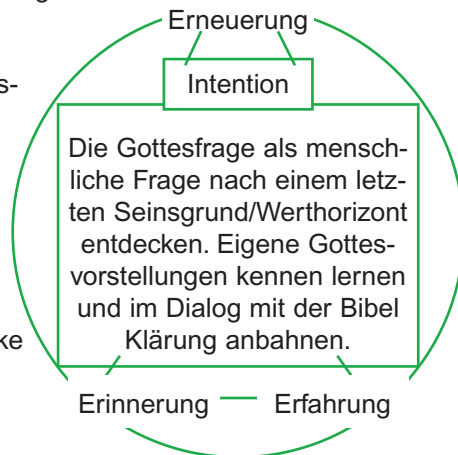 Erneuerung
s-
Intention
Die Gottesfrage als mensch-
liche Frage nach einem letz-
ten Seinsgrund/Werthorizont
entdecken. Eigene Gottes-
vorstellungen kennen lernen
und im Dialog mit der Bibel
Klärung anbahnen.
ke
Erinnerung
Erfahrung